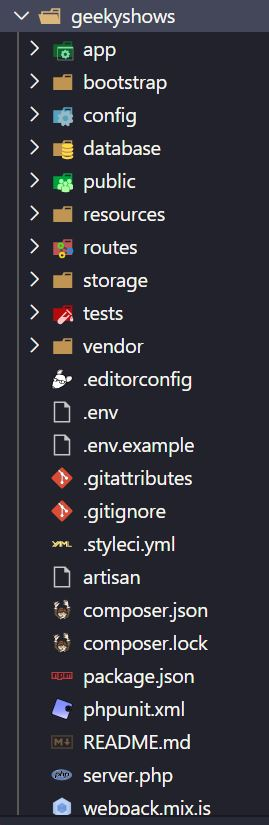 geekyshows
app
bootstrap
config
database
public
resources
routes
storage
tests
vendor
.editorconfig
.env
.env.example
.gitattributes
.gitignore
.styleci.yml
artisan
composer.json
composer.lock
package.json
phpunit.xml
README.md
server.php
webpack.mix.js